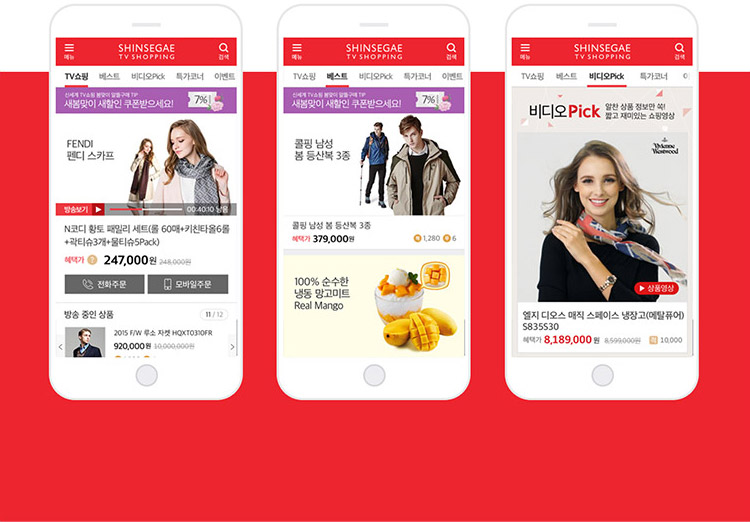 메뉴
SHINSEGAE
TV SHOPPING
검색
TV쇼핑 베스트 비디오Pick 특가코너 이벤트
신세계 TV쇼핑 봄맞이 알뜰구매 TIP
새봄맞이 새할인 쿠폰받으세요!
7%
FENDI
펜디 스카프
방송보기
00:40:10 남음
N코디 황토 패밀리 세트(롤 60매+키친타올6롤
+곽티슈3개+물티슈5Pack)
혜택가 247,000원 248,000원
전화주문
모바일주문
방송 중인 상품
11 / 12
2015 F/W 루소 자켓 HQXT0310FR
920,000원 10,000,000원
메뉴
SHINSEGAE
TV SHOPPING
검색
TV쇼핑 베스트 비디오Pick 특가코너 이벤트
신세계 TV쇼핑 봄맞이 알뜰구매 TIP
새봄맞이 새할인 쿠폰받으세요!
7%
콜핑 남성
봄 등산복 3종
콜핑 남성 봄 등산복 3종
혜택가 379,000원
적 1,280
6
100% 순수한
냉동 망고미트
Real Mango
메뉴
SHINSEGAE
TV SHOPPING
검색
TV쇼핑 베스트 비디오Pick 특가코너
비디오Pick
알찬 상품 정보만 쏙!
짧고 재미있는 쇼핑영상
Vivienne
Westwood
상품영상
엘지 디오스 매직 스페이스 냉장고(메탈퓨어)
S835S30
혜택가 8,189,000원 8,599,000원
적 10,000